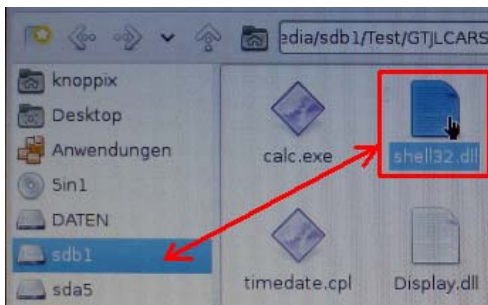 edia/sdb1/Test/GTJLCARS
knoppix
Desktop
Anwendungen
5in1
DATEN
sdb1
sda5
calc.exe
shell32.dll
timedate.cpl
Display.dll